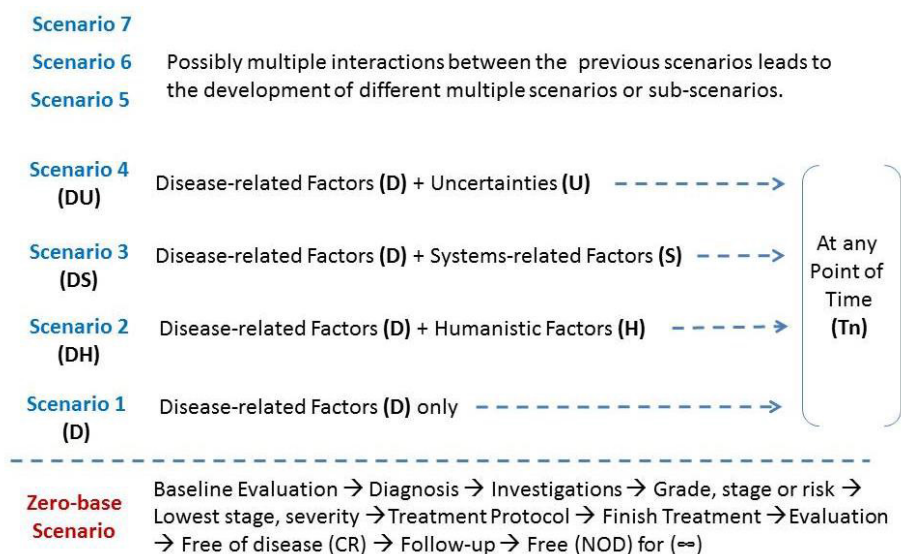 Scenario 7
Scenario 6
Scenario 5
Possibly multiple interactions between the previous scenarios leads to
the development of different multiple scenarios or sub-scenarios.
Scenario 4
(DU)
Disease-related Factors (D) + Uncertainties (U)
Scenario 3
(DS)
Disease-related Factors (D) + Systems-related Factors (S)
Scenario 2
(DH)
Disease-related Factors (D) + Humanistic Factors (H)
Scenario 1
(D)
Disease-related Factors (D) only
At any
Point of
Time
(Tn)
Zero-base
Scenario
Baseline Evaluation → Diagnosis → Investigations → Grade, stage or risk →
Lowest stage, severity → Treatment Protocol → Finish Treatment → Evaluation
→ Free of disease (CR) → Follow-up → Free (NOD) for (∞)